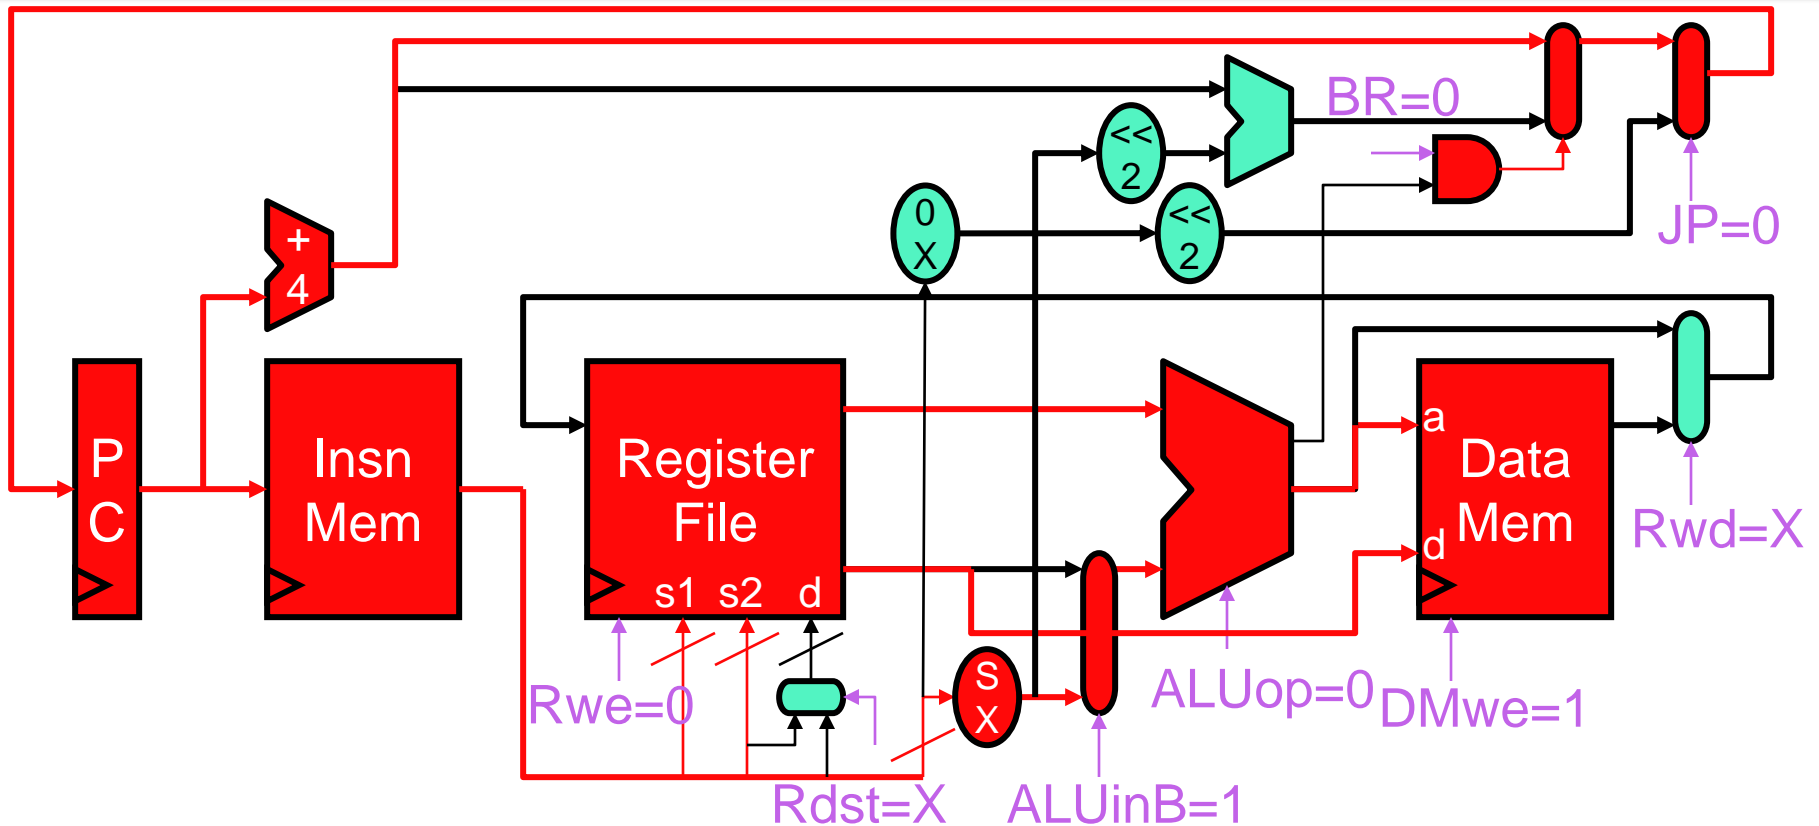 BR=0
<<
2
<<
2
0
X
JP=0
+
4
P
C
Insn
Mem
Register
File
s1 s2 d
a
Data
Mem
d
Rwd=X
S
X
Rwe=0
ALUop=0
DMwe=1
Rdst=X
ALUinB=1